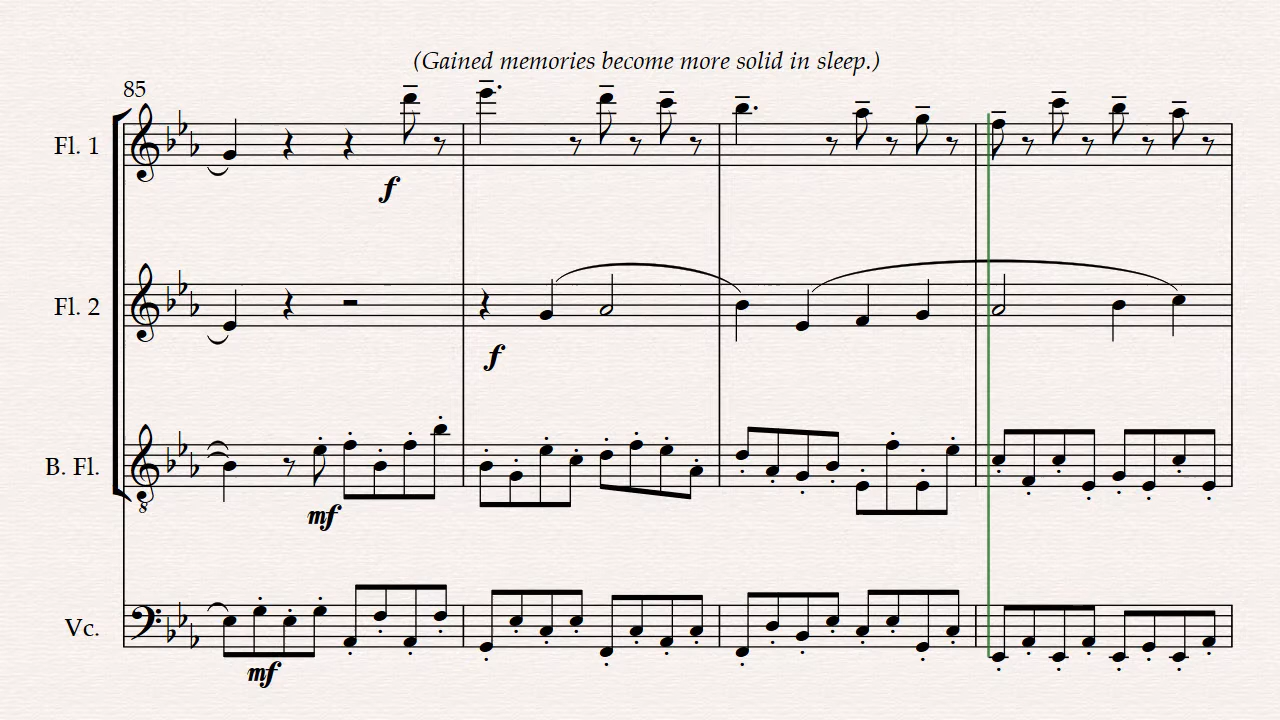 (Gained memories become more solid in sleep.)
85
Fl. 1
f
Fl. 2
f
B. Fl.
8
mf
Vc.
mf